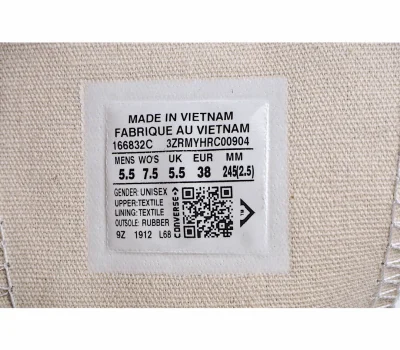 MADE IN VIETNAM
FABRIQUE AU VIETNAM
166832C 3ZRMYHRC00904
MENS WO'S UK EUR MM
5.5 7.5 5.5 38 245(2.5)
GENDER: UNISEX
UPPER:TEXTILE
LINING:TEXTILE
OUTSOLE: RUBBER
9Z 1912 L68
CONVERSE